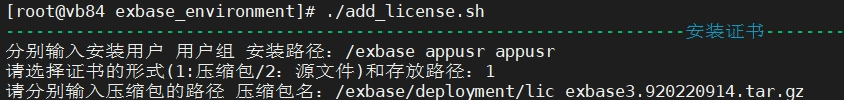 [root@vb84 exbase_environment]# ./add_license.sh
----------------------------------------------------------------------安装证书--------
分别输入安装用户 用户组 安装路径：/exbase appusr appusr
请选择证书的形式(1:压缩包/2：源文件)和存放路径：1
请分别输入压缩包的路径 压缩包名：/exbase/deployment/lic exbase3.920220914.tar.gz